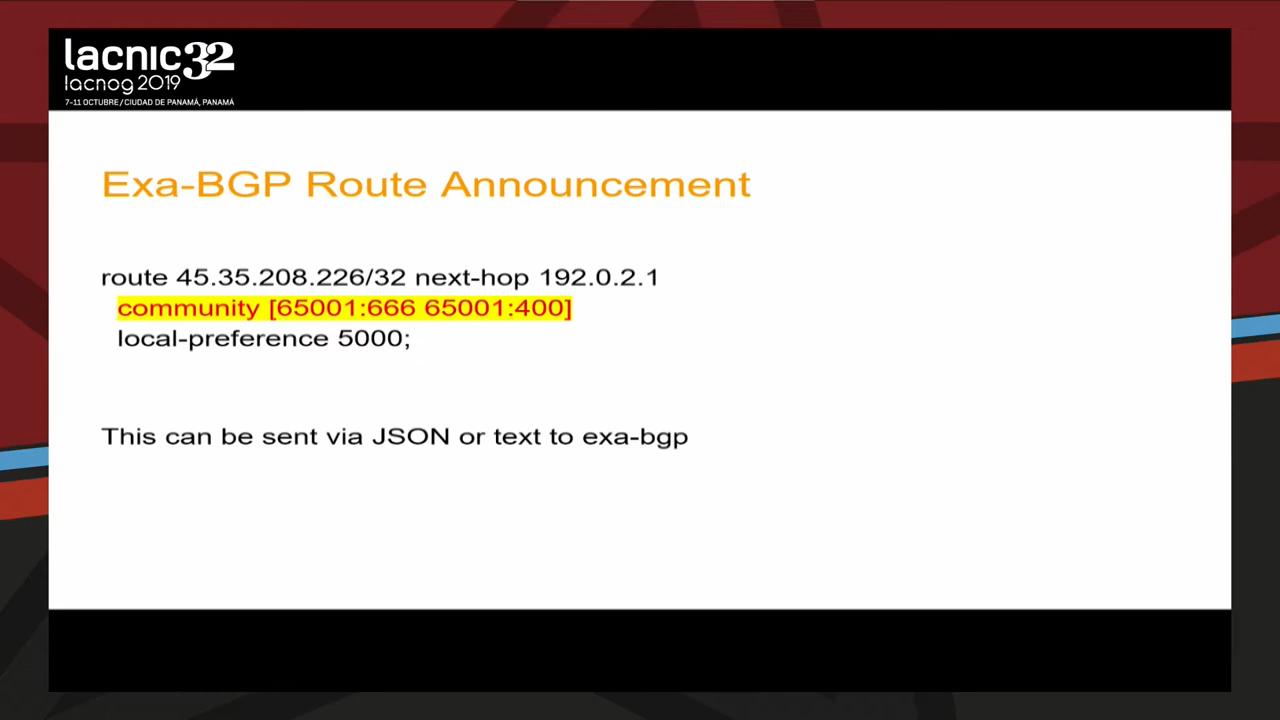 lacnic32
lacnog 2019
7-11 OCTUBRE / CIUDAD DE PANAMÁ, PANAMÁ
Exa-BGP Route Announcement
route 45.35.208.226/32 next-hop 192.0.2.1
community [65001:666 65001:400]
local-preference 5000;
This can be sent via JSON or text to exa-bgp